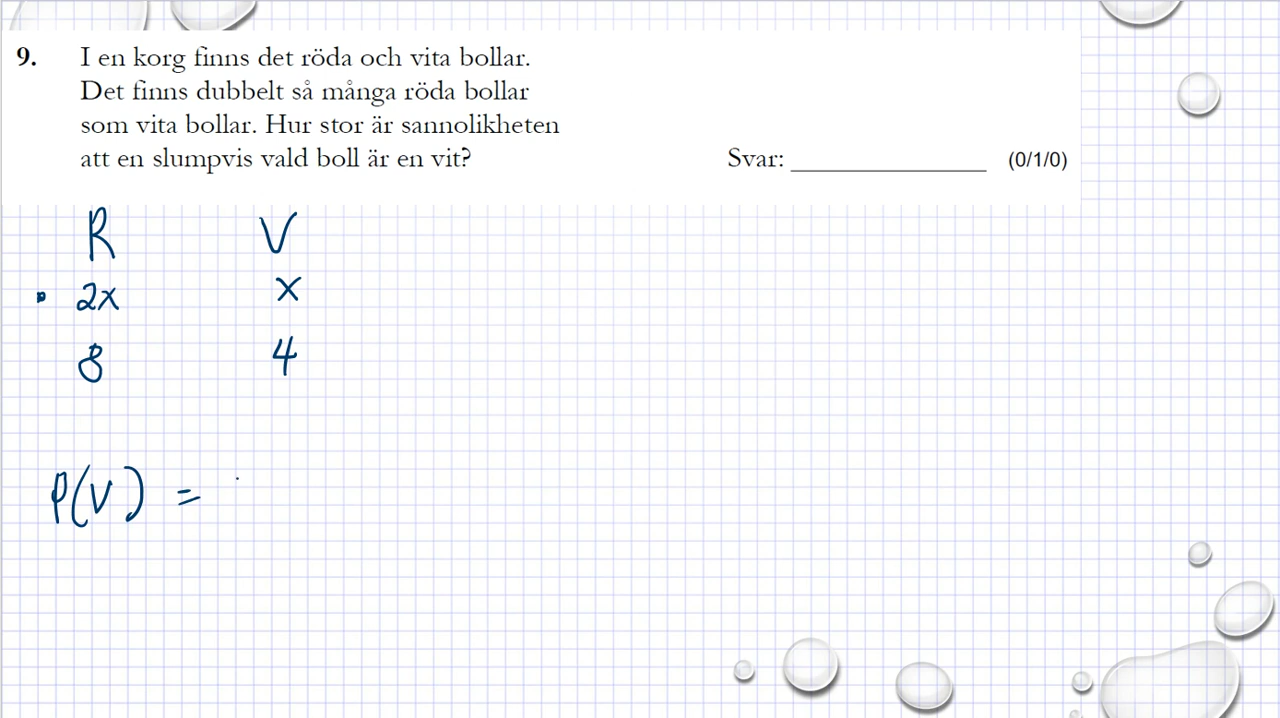 9. I en korg finns det röda och vita bollar.
Det finns dubbelt så många röda bollar
som vita bollar. Hur stor är sannolikheten
att en slumpvis vald boll är en vit? Svar: ________________ (0/1/0)
R V
2x x
8 4
P(V) =